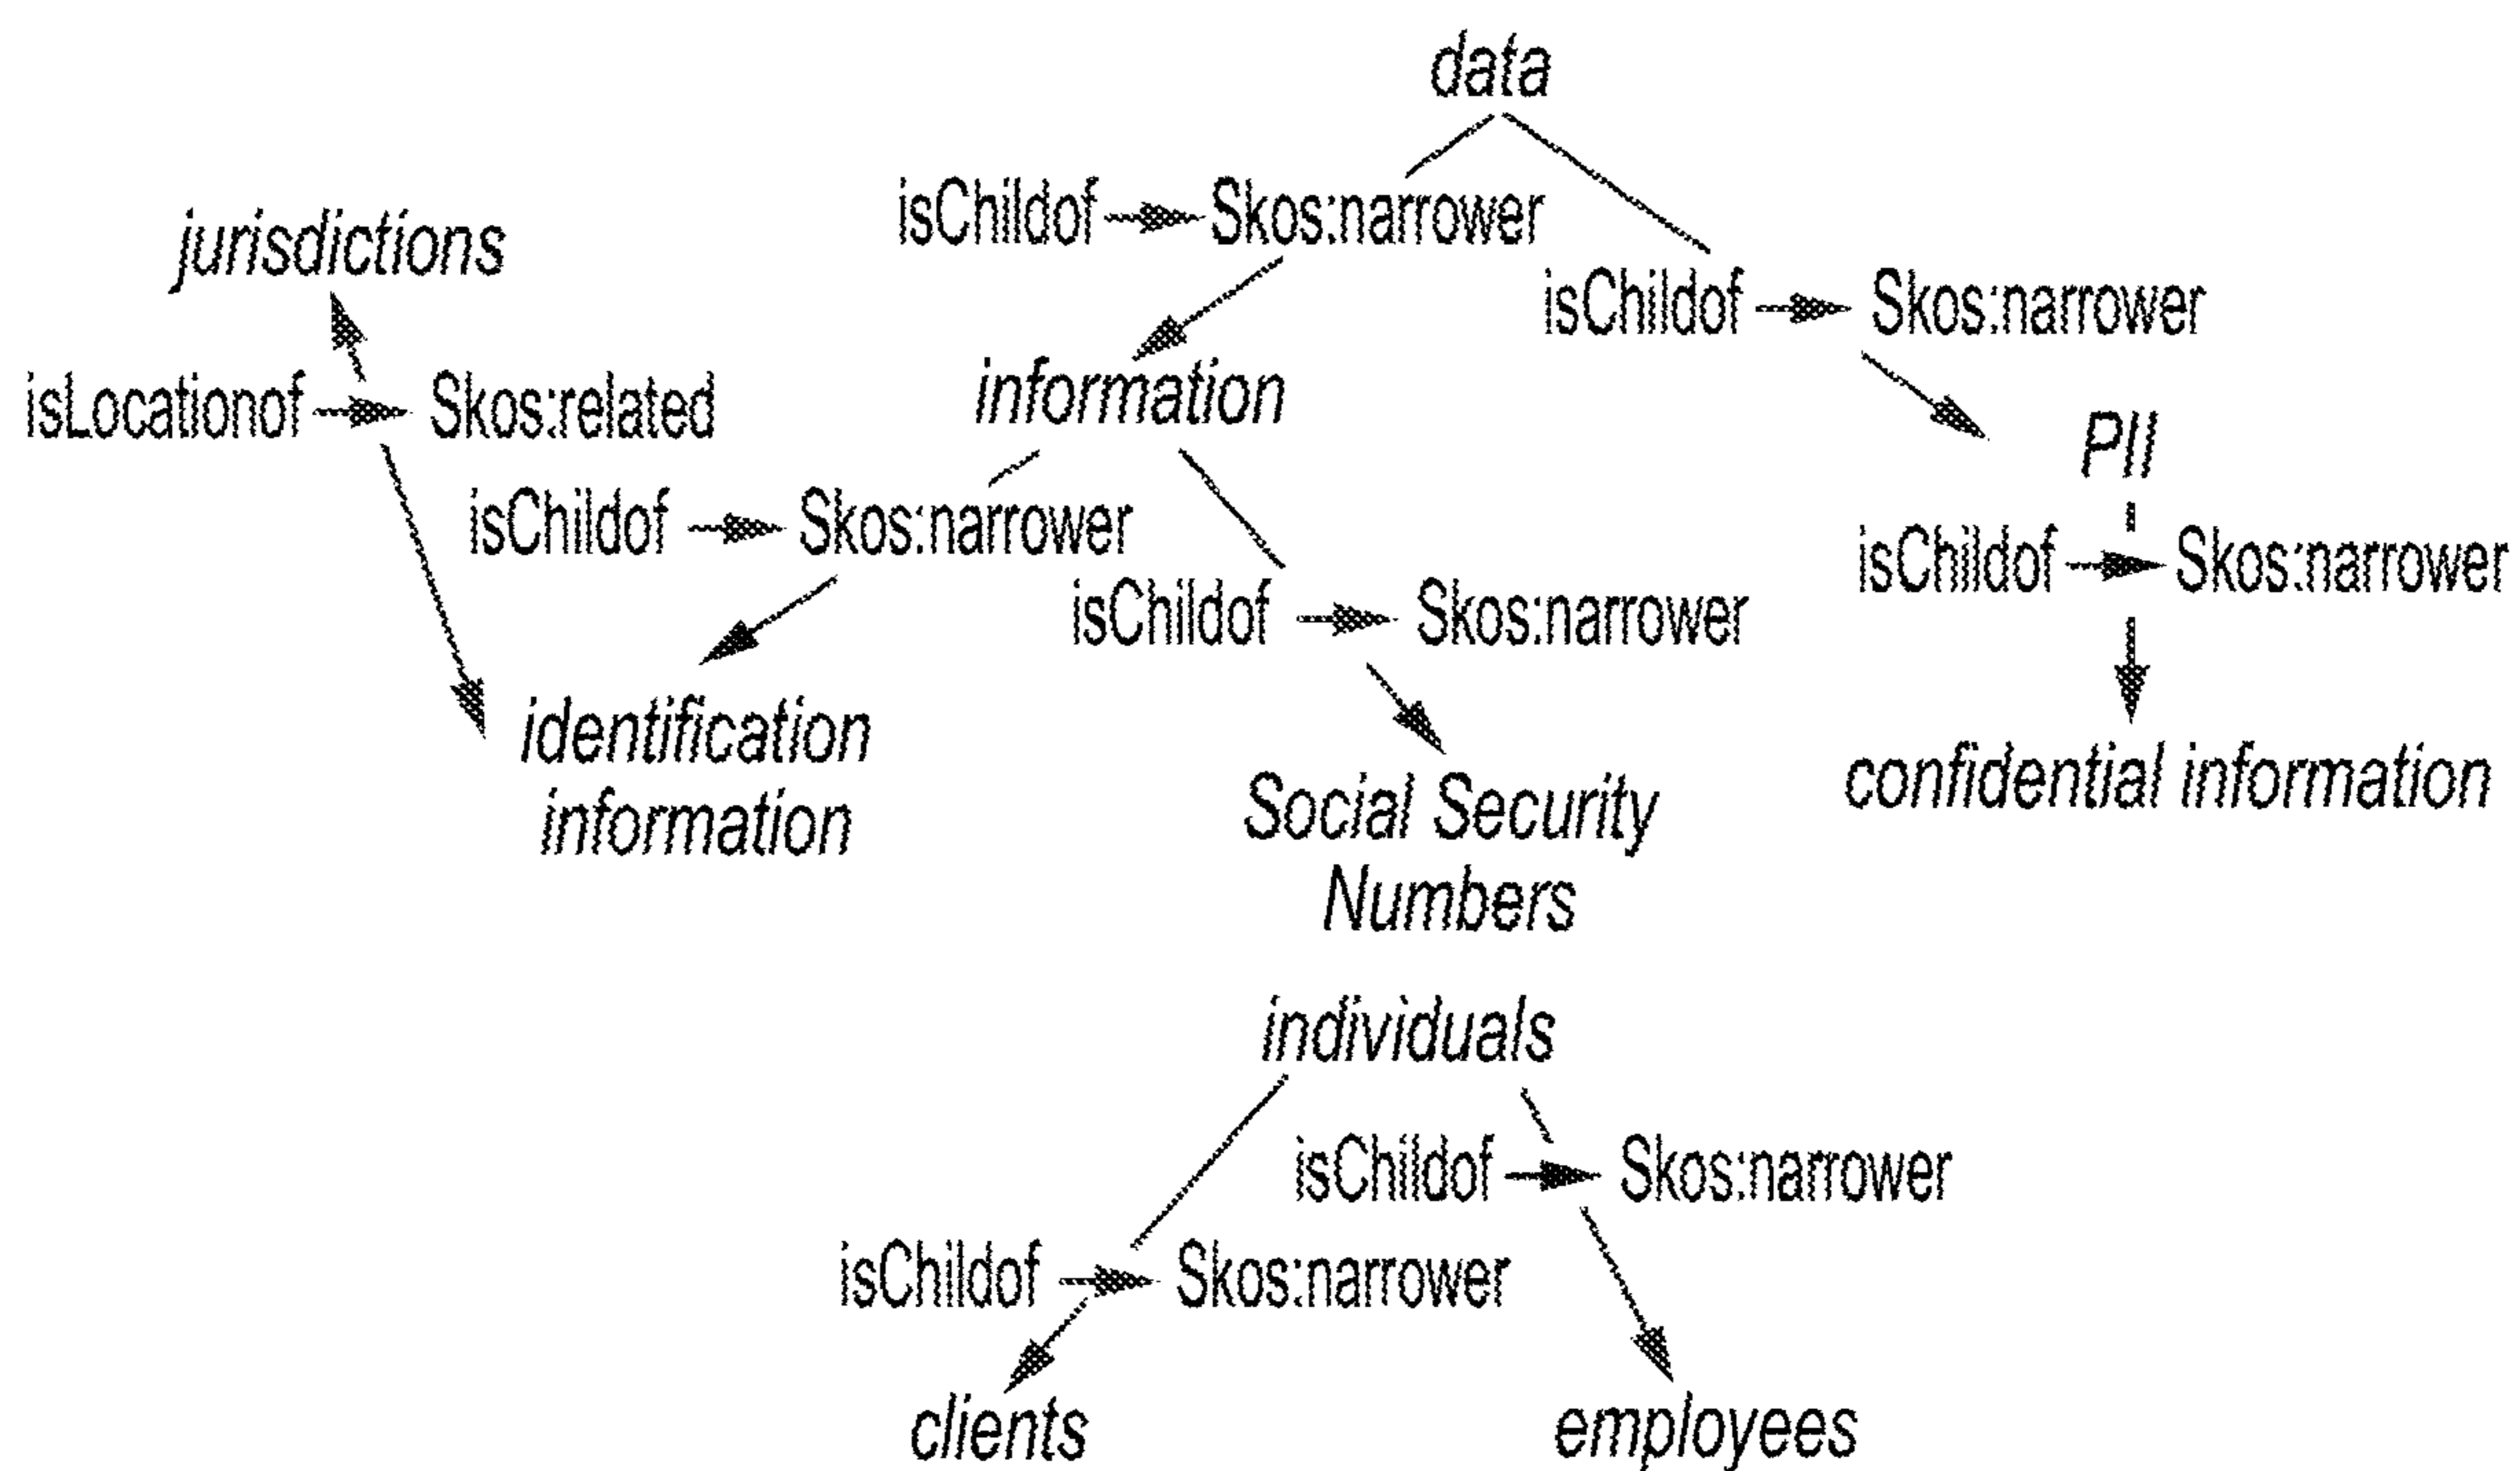 data
isChildof Skos:narrower
jurisdictions
isChildof Skos:narrower
information
isLocationof Skos:related
PII
isChildof Skos:narrower
isChildof Skos:narrower
isChildof Skos:narrower
identification
information
confidential information
Social Security
Numbers
individuals
isChildof Skos:narrower
isChildof Skos:narrower
clients
employees